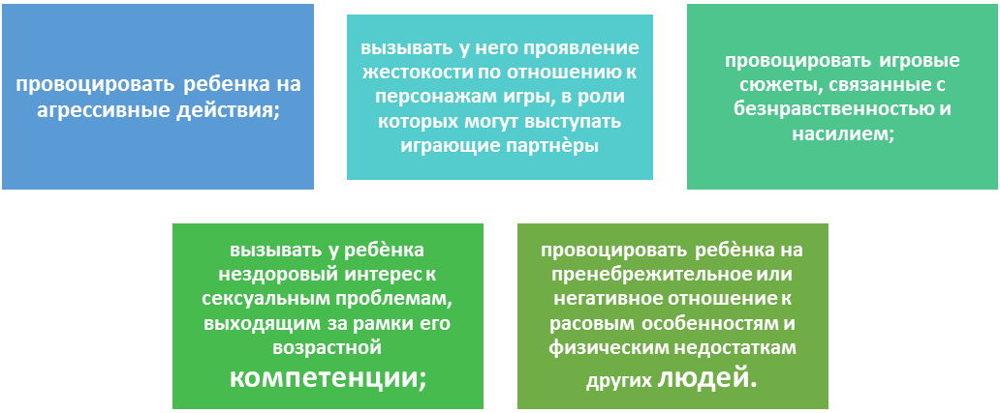 провоцировать ребенка на
агрессивные действия;
вызывать у него проявление
жестокости по отношению к
персонажам игры, в роли
которых могут выступать
играющие партнѐры
провоцировать игровые
сюжеты, связанные с
безнравственностью и
насилием;
вызывать у ребѐнка
нездоровый интерес к
сексуальным проблемам,
выходящим за рамки его
возрастной
компетенции;
провоцировать ребѐнка на
пренебрежительное или
негативное отношение к
расовым особенностям и
физическим недостаткам
других людей.